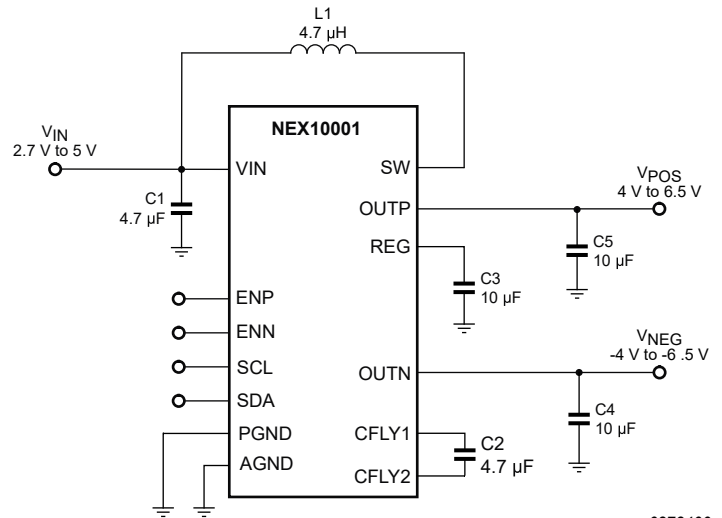 L1
4.7 µH
NEX10001
VIN
2.7 V to 5 V
VIN
SW
C1
4.7 µF
OUTP
VPOS
4 V to 6.5 V
REG
C5
10 µF
C3
10 µF
ENP
ENN
SCL
SDA
OUTN
VNEG
-4 V to -6 .5 V
C4
10 µF
PGND
AGND
CFLY1
C2
4.7 µF
CFLY2